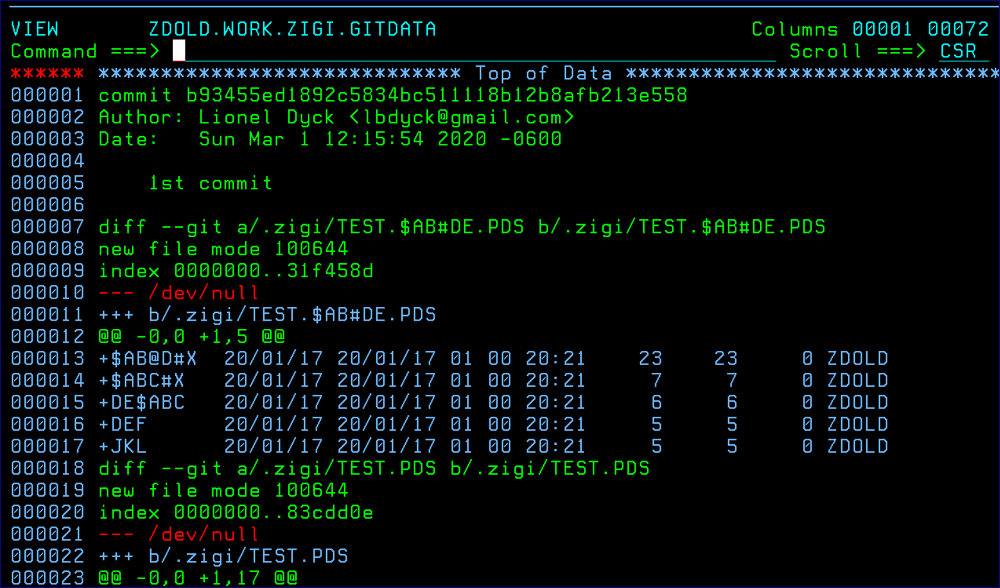 VIEW       ZDOLD.WORK.ZIGI.GITDATA                         Columns 00001 00072
Command ===>                                                  Scroll ===> CSR
****** ***************************** Top of Data ******************************
000001 commit b93455ed1892c5834bc511118b12b8afb213e558
000002 Author: Lionel Dyck <lbdyck@gmail.com>
000003 Date:   Sun Mar 1 12:15:54 2020 -0600
000004
000005     1st commit
000006
000007 diff --git a/.zigi/TEST.$AB#DE.PDS b/.zigi/TEST.$AB#DE.PDS
000008 new file mode 100644
000009 index 0000000..31f458d
000010 --- /dev/null
000011 +++ b/.zigi/TEST.$AB#DE.PDS
000012 @@ -0,0 +1,5 @@
000013 +$AB@D#X  20/01/17 20/01/17 01 00 20:21    23    23     0 ZDOLD
000014 +$ABC#X   20/01/17 20/01/17 01 00 20:21     7     7     0 ZDOLD
000015 +DE$ABC   20/01/17 20/01/17 01 00 20:21     6     6     0 ZDOLD
000016 +DEF      20/01/17 20/01/17 01 00 20:21     5     5     0 ZDOLD
000017 +JKL      20/01/17 20/01/17 01 00 20:21     5     5     0 ZDOLD
000018 diff --git a/.zigi/TEST.PDS b/.zigi/TEST.PDS
000019 new file mode 100644
000020 index 0000000..83cdd0e
000021 --- /dev/null
000022 +++ b/.zigi/TEST.PDS
000023 @@ -0,0 +1,17 @@